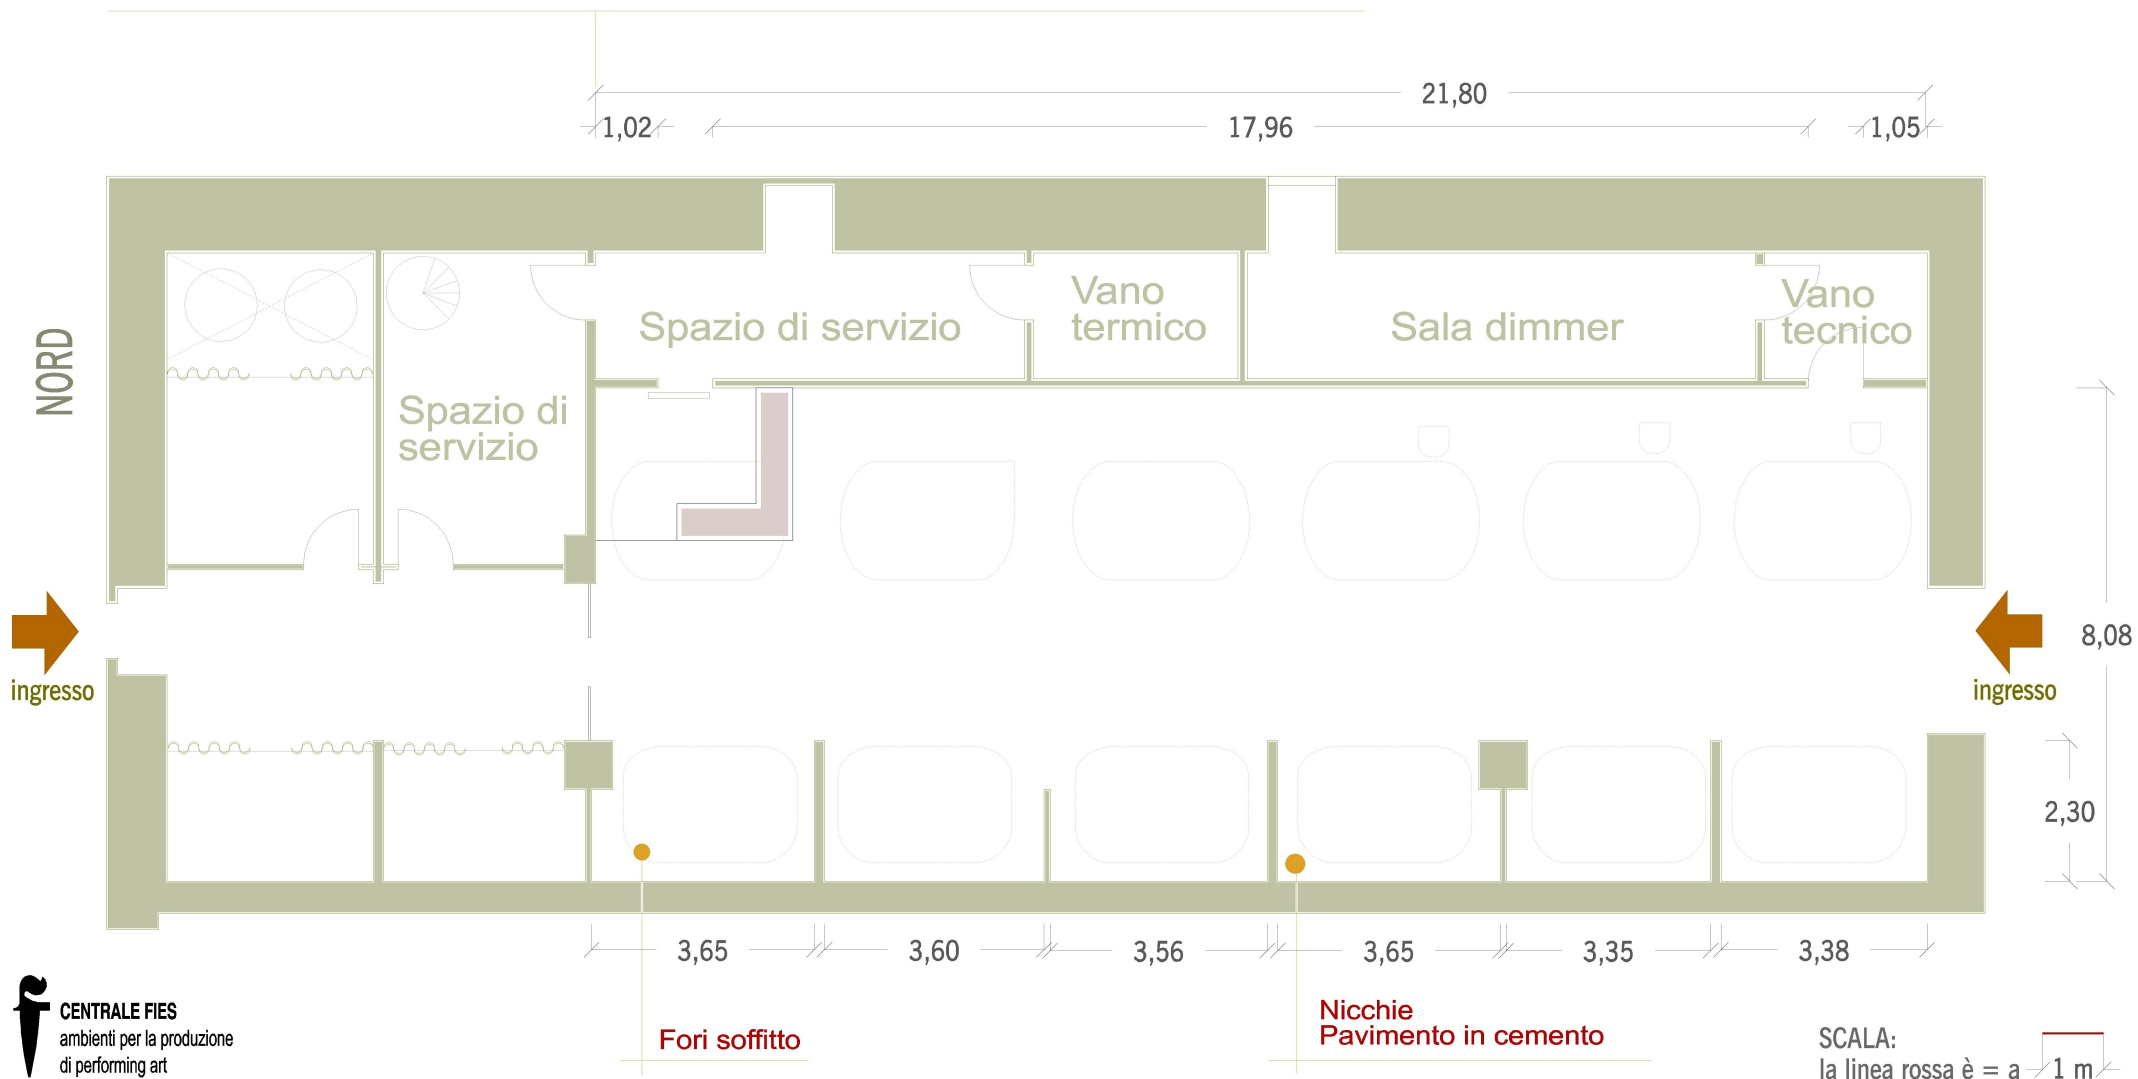 21,80
1,02
17,96
1,05
NORD
Spazio di servizio
Vano
termico
Sala dimmer
Vano
tecnico
Spazio di
servizio
ingresso
ingresso
8,08
2,30
3,65
3,60
3,56
3,65
3,35
3,38
Fori soffitto
Nicchie
Pavimento in cemento
CENTRALE FIES
ambienti per la produzione
di performing art
SCALA:
la linea rossa è = a 1 m